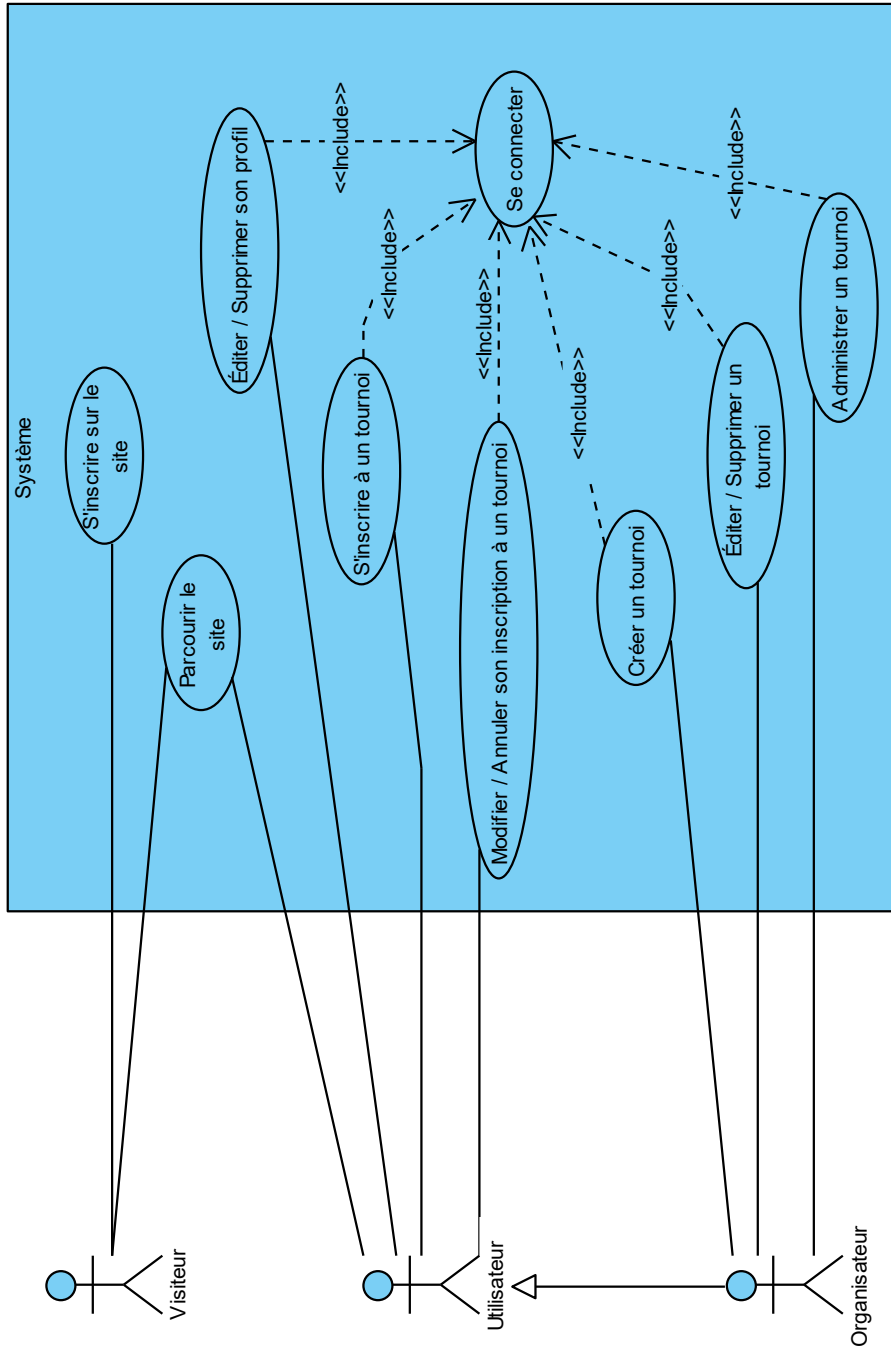 Système
S'inscrire sur le
site
Parcourir le
site
Éditer / Supprimer son profil
<<Include>>
S'inscrire à un tournoi
<<Include>>
Se connecter
Modifier / Annuler son inscription à un tournoi
<<Include>>
Créer un tournoi
<<Include>>
Éditer / Supprimer un
tournoi
<<Include>>
Administrer un tournoi
<<Include>>
Visiteur
Utilisateur
Organisateur